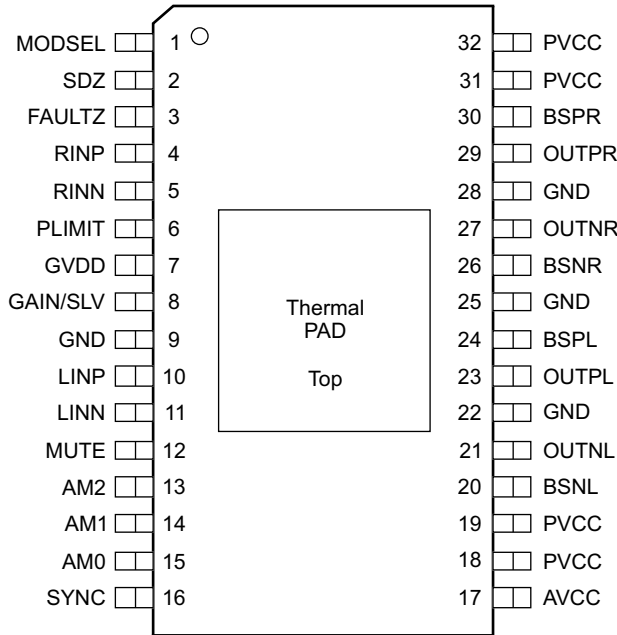 MODSEL 1 32 PVCC
SDZ 2 31 PVCC
FAULTZ 3 30 BSPR
RINP 4 29 OUTPR
RINN 5 28 GND
PLIMIT 6 27 OUTNR
GVDD 7 26 BSNR
GAIN/SLV 8 25 GND
GND 9 24 BSPL
LINP 10 23 OUTPL
LINN 11 22 GND
MUTE 12 21 OUTNL
AM2 13 20 BSNL
AM1 14 19 PVCC
AM0 15 18 PVCC
SYNC 16 17 AVCC
Thermal
PAD
Top